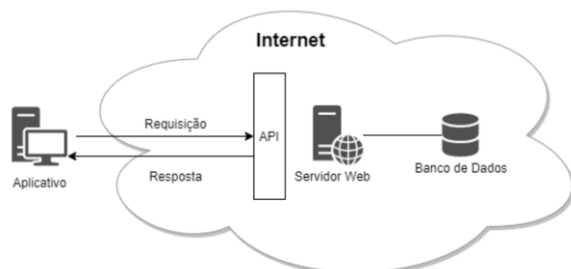 Internet
Requisição
API
Resposta
Aplicativo
Servidor Web
Banco de Dados